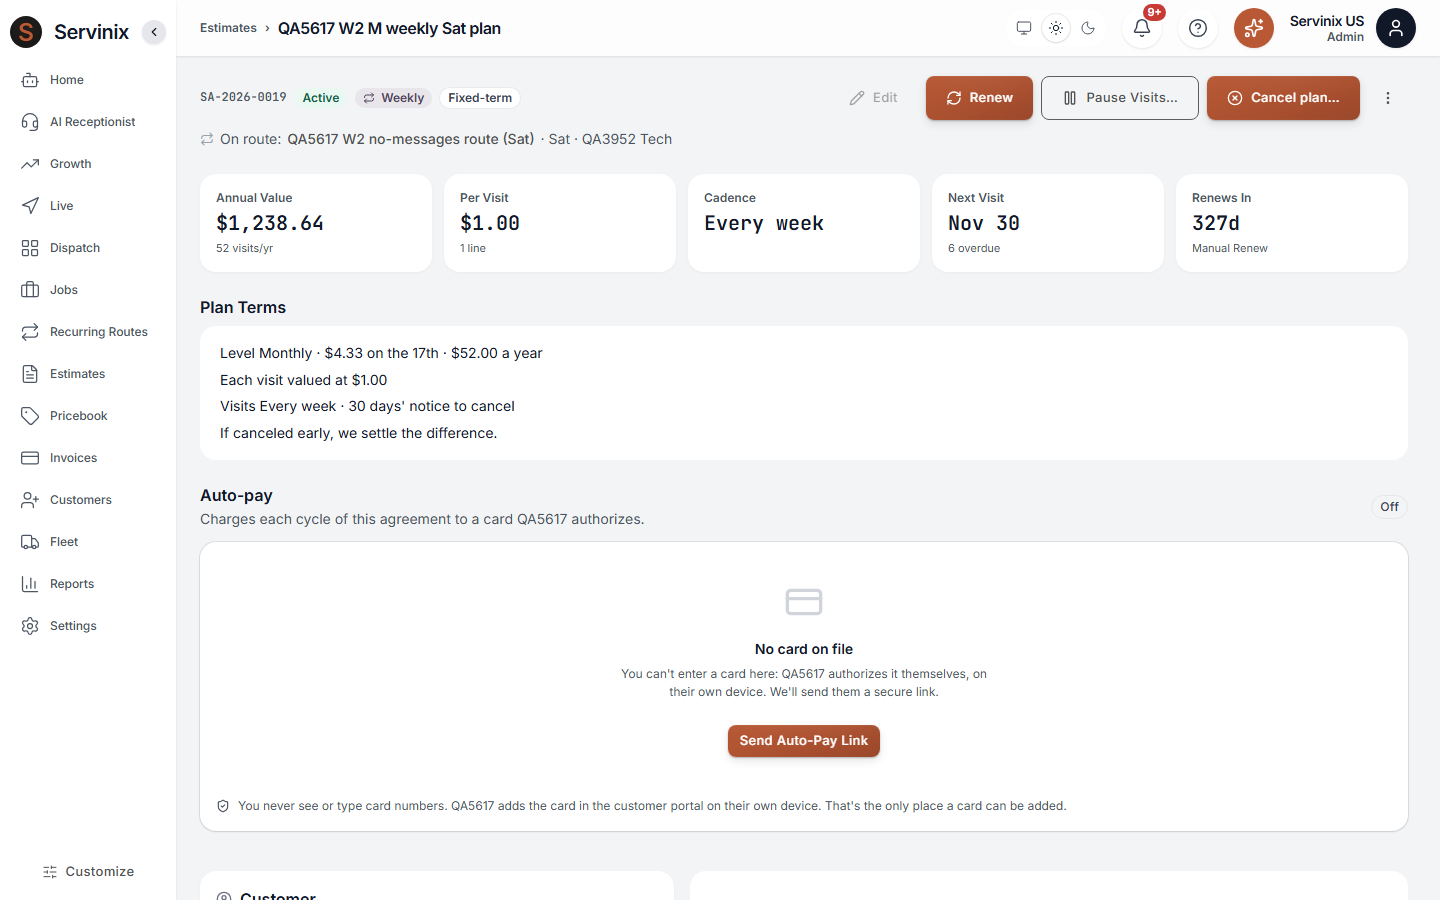 Servinix
Estimates › QA5617 W2 M weekly Sat plan
9+
Servinix US
Admin
Home
AI Receptionist
Growth
Live
Dispatch
Jobs
Recurring Routes
Estimates
Pricebook
Invoices
Customers
Fleet
Reports
Settings
Customize
SA-2026-0019 Active Weekly Fixed-term
Edit Renew Pause Visits... Cancel plan...
On route: QA5617 W2 no-messages route (Sat) · Sat · QA3952 Tech
Annual Value
$1,238.64
52 visits/yr
Per Visit
$1.00
1 line
Cadence
Every week
Next Visit
Nov 30
6 overdue
Renews In
327d
Manual Renew
Plan Terms
Level Monthly · $4.33 on the 17th · $52.00 a year
Each visit valued at $1.00
Visits Every week · 30 days' notice to cancel
If canceled early, we settle the difference.
Auto-pay
Charges each cycle of this agreement to a card QA5617 authorizes.
Off
No card on file
You can't enter a card here: QA5617 authorizes it themselves, on
their own device. We'll send them a secure link.
Send Auto-Pay Link
You never see or type card numbers. QA5617 adds the card in the customer portal on their own device. That's the only place a card can be added.
Customer